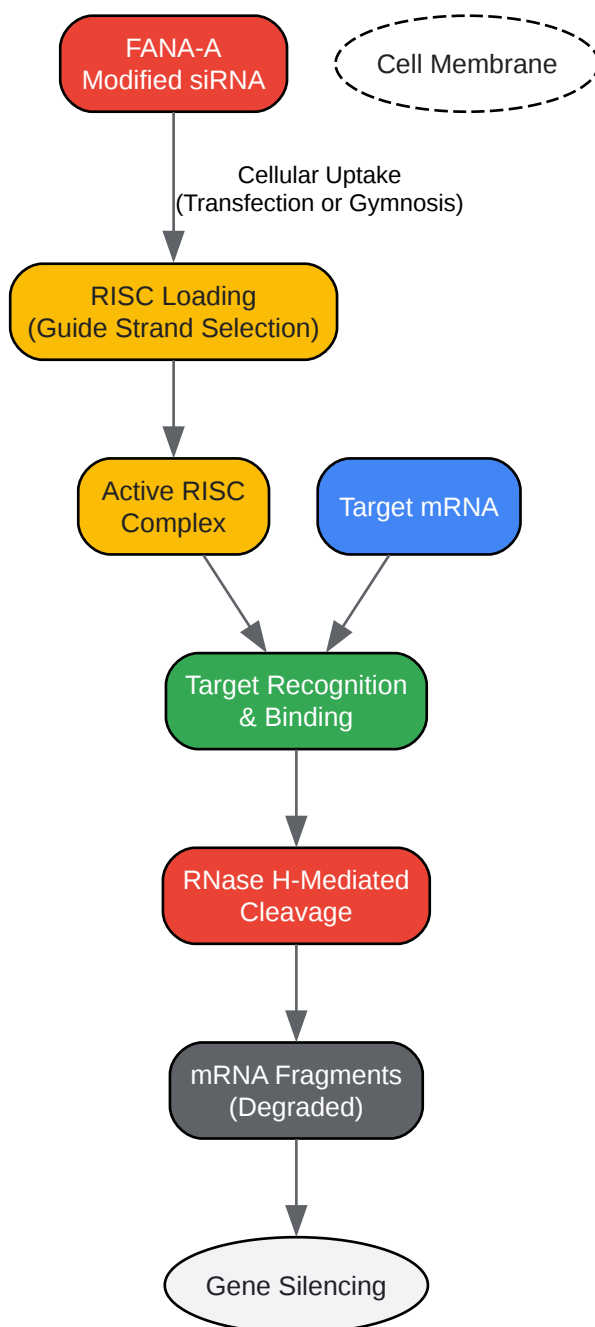 FANA-A
Modified siRNA
Cell Membrane
Cellular Uptake
(Transfection or Gymnosis)
RISC Loading
(Guide Strand Selection)
Active RISC
Complex
Target mRNA
Target Recognition
& Binding
RNase H-Mediated
Cleavage
mRNA Fragments
(Degraded)
Gene Silencing